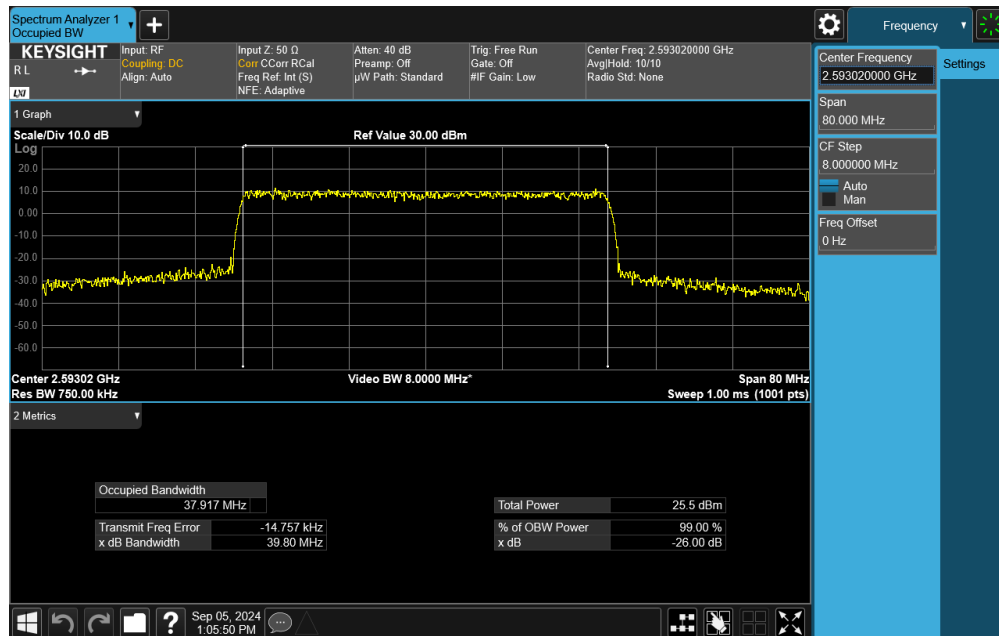 Spectrum Analyzer 1
Occupied BW
+
Frequency
KEYSIGHT
R L
LXI
Input: RF
Coupling: DC
Align: Auto
Input Z: 50 Ω
Corr CCorr RCal
Freq Ref: Int (S)
NFE: Adaptive
Atten: 40 dB
Preamp: Off
µW Path: Standard
Trig: Free Run
Gate: Off
#IF Gain: Low
Center Freq: 2.593020000 GHz
Avg|Hold: 10/10
Radio Std: None
Center Frequency
2.593020000 GHz
Settings
Span
80.000 MHz
CF Step
8.000000 MHz
Auto
Man
Freq Offset
0 Hz
1 Graph
Scale/Div 10.0 dB
Ref Value 30.00 dBm
Log
20.0
10.0
0.00
-10.0
-20.0
-30.0
-40.0
-50.0
-60.0
Center 2.59302 GHz
Video BW 8.0000 MHz*
Span 80 MHz
Res BW 750.00 kHz
Sweep 1.00 ms (1001 pts)
2 Metrics
Occupied Bandwidth
37.917 MHz
Total Power 25.5 dBm
Transmit Freq Error -14.757 kHz
% of OBW Power 99.00 %
x dB Bandwidth 39.80 MHz
x dB -26.00 dB
?
Sep 05, 2024
1:05:50 PM